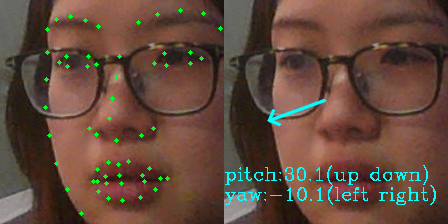 pitch:30.1(up down)
yaw:-10.1(left right)